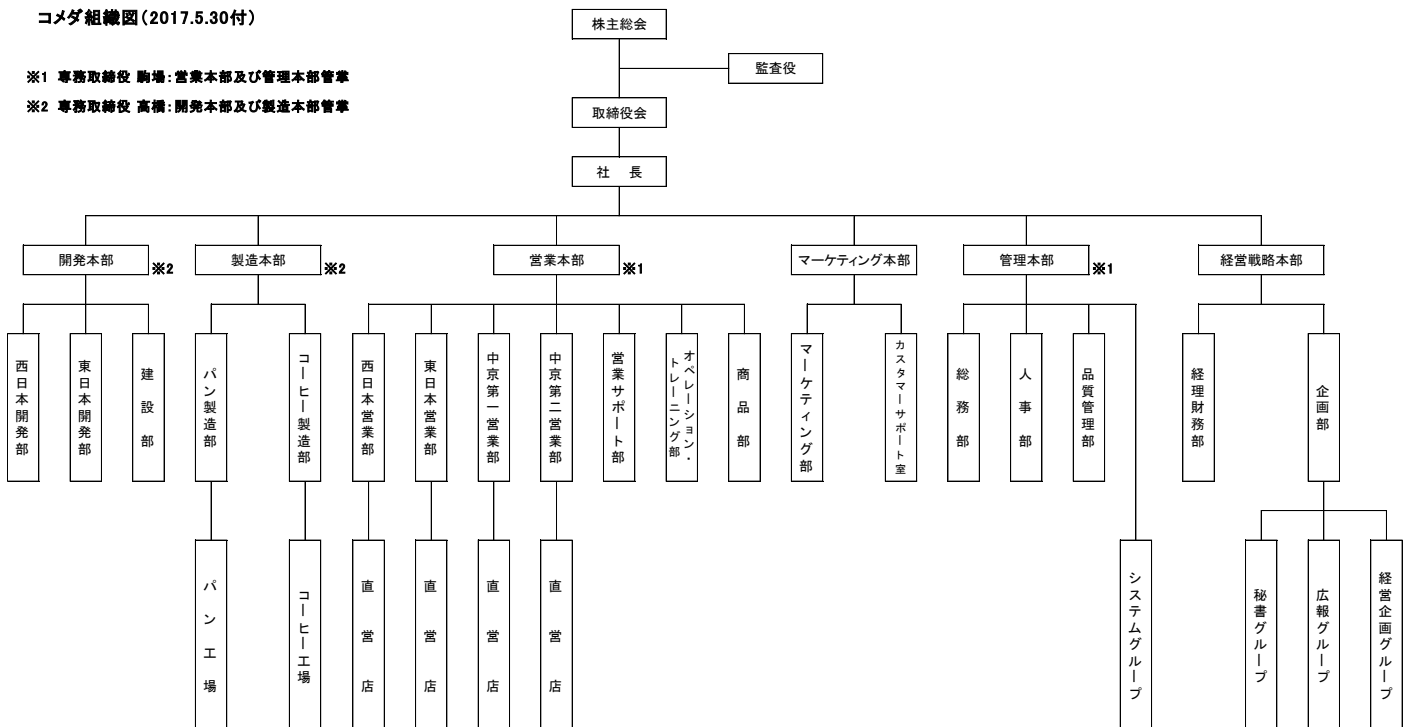 コメダ組織図(2017.5.30付)
※1 専務取締役 駒場:営業本部及び管理本部管掌
※2 専務取締役 高橋:開発本部及び製造本部管掌
株主総会
監査役
取締役会
社 長
開発本部
※2
製造本部
※2
営業本部
※1
マーケティング本部
管理本部
※1
経営戦略本部
西日本開発部
東日本開発部
建設部
パン製造部
コーヒー製造部
西日本営業部
東日本営業部
中京第一営業部
中京第二営業部
営業サポート部
オペレーション・
トレーニング部
商品部
マーケティング部
カスタマーサポート室
総務部
人事部
品質管理部
経理財務部
企画部
パン工場
コーヒー工場
直営店
直営店
直営店
直営店
システムグループ
秘書グループ
広報グループ
経営企画グループ